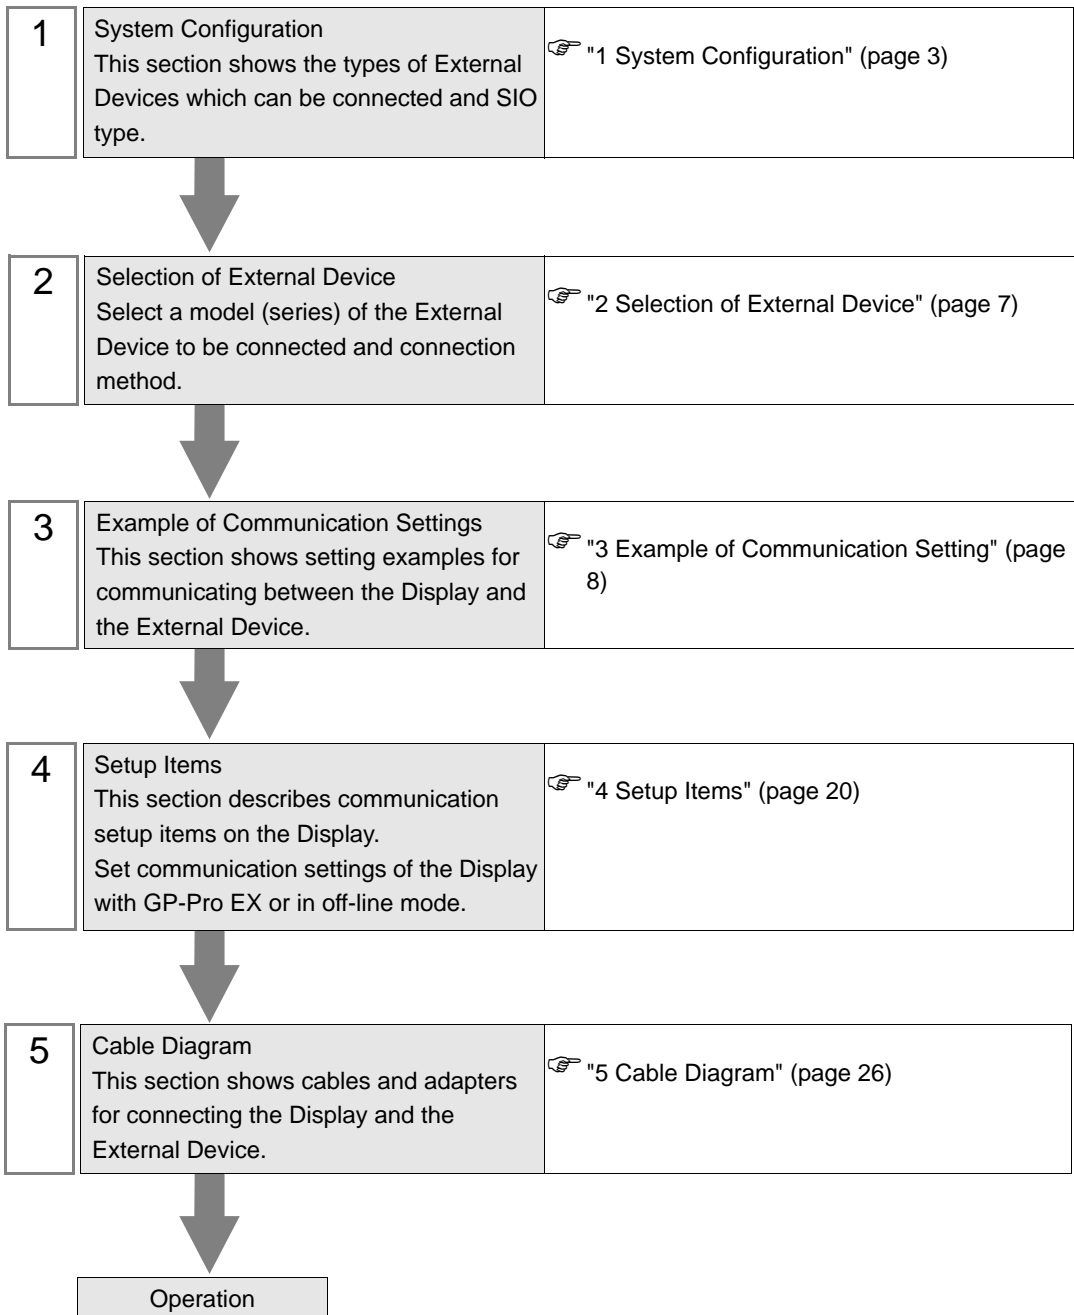 1
System Configuration
This section shows the types of External
Devices which can be connected and SIO
type.
"1 System Configuration" (page 3)
2
Selection of External Device
Select a model (series) of the External
Device to be connected and connection
method.
"2 Selection of External Device" (page 7)
3
Example of Communication Settings
This section shows setting examples for
communicating between the Display and
the External Device.
"3 Example of Communication Setting" (page
8)
4
Setup Items
This section describes communication
setup items on the Display.
Set communication settings of the Display
with GP-Pro EX or in off-line mode.
"4 Setup Items" (page 20)
5
Cable Diagram
This section shows cables and adapters
for connecting the Display and the
External Device.
"5 Cable Diagram" (page 26)
Operation